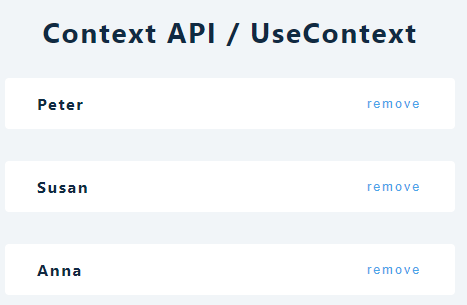 Context API / UseContext
Peter remove
Susan remove
Anna remove